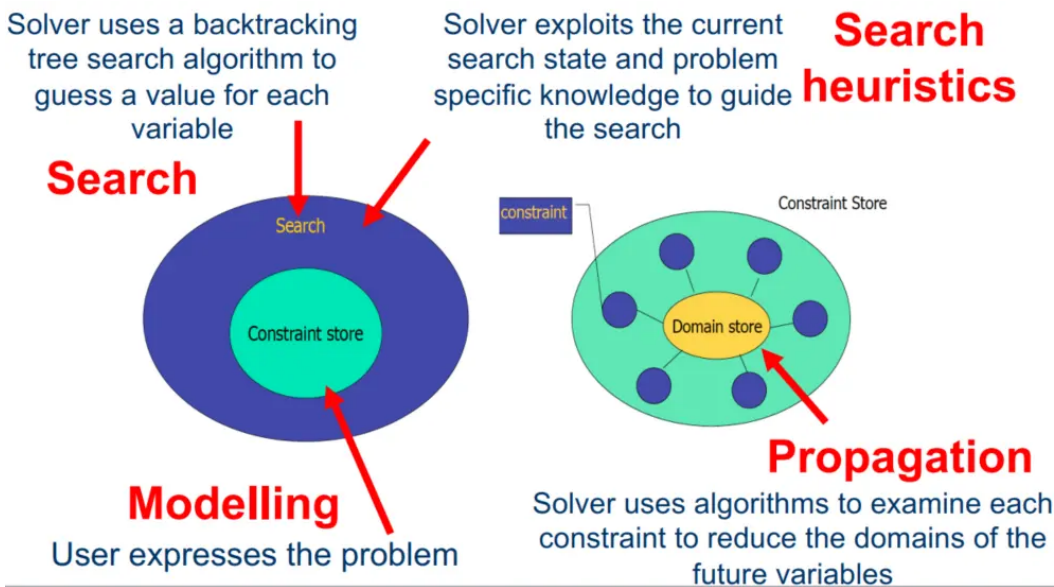 Solver uses a backtracking
tree search algorithm to
guess a value for each
variable
Solver exploits the current
search state and problem
specific knowledge to guide
the search
Search
heuristics
Search
Search
Constraint store
constraint
Constraint Store
Domain store
Modelling
User expresses the problem
Propagation
Solver uses algorithms to examine each
constraint to reduce the domains of the
future variables